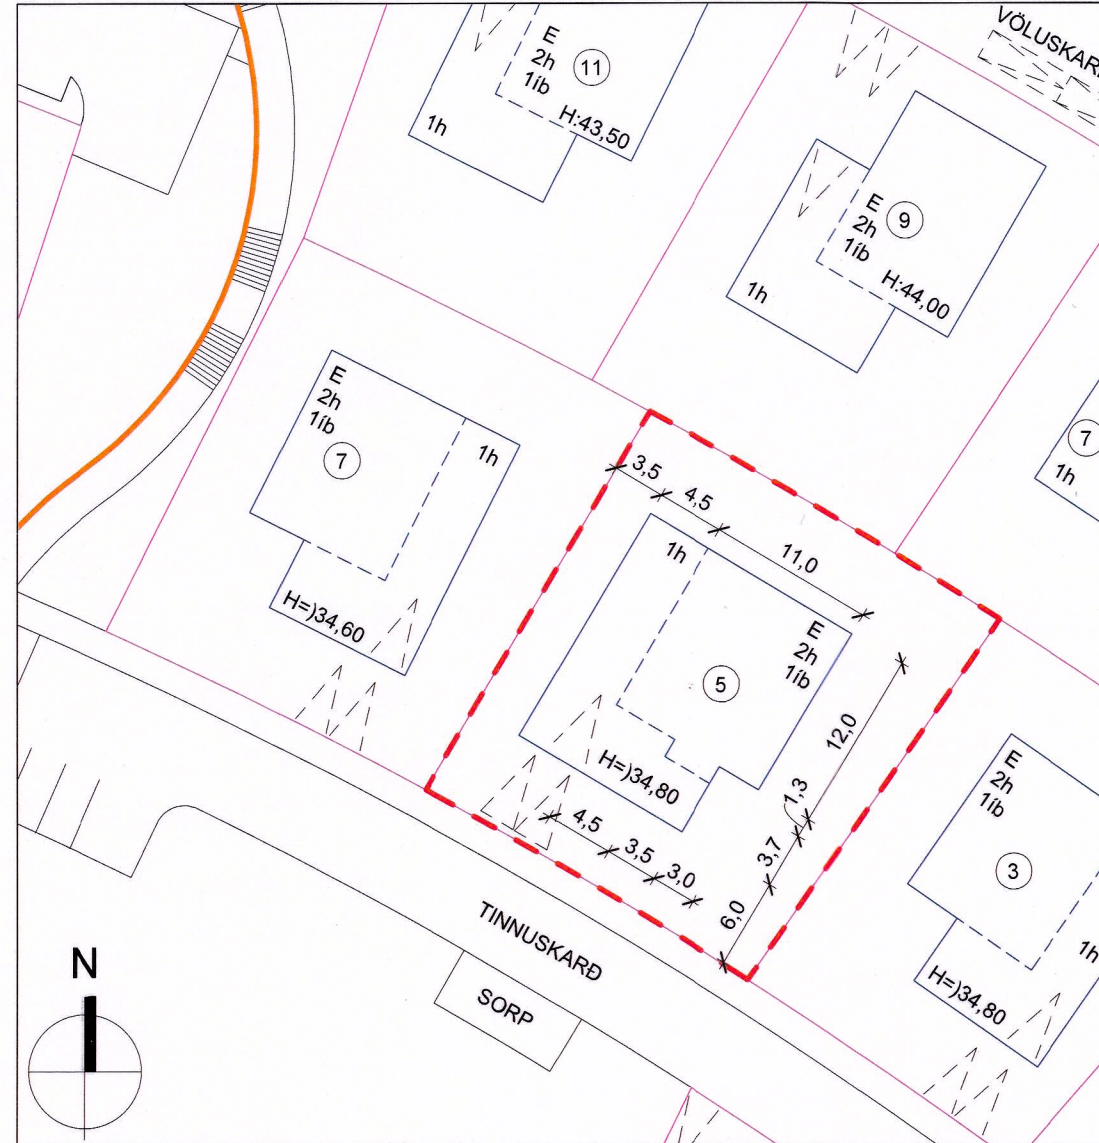 VÖLUSKAR
E
2h
1íb
11
H:43,50
1h
E
2h
1íb
9
H:44,00
1h
E
2h
1íb
7
1h
H=)34,60
7
1h
3,5
4,5
11,0
1h
E
2h
1íb
5
H=)34,80
12,0
1,3
3,7
6,0
4,5
3,5
3,0
E
2h
1íb
3
1h
H=)34,80
TINNUSKARÐ
SORP
N